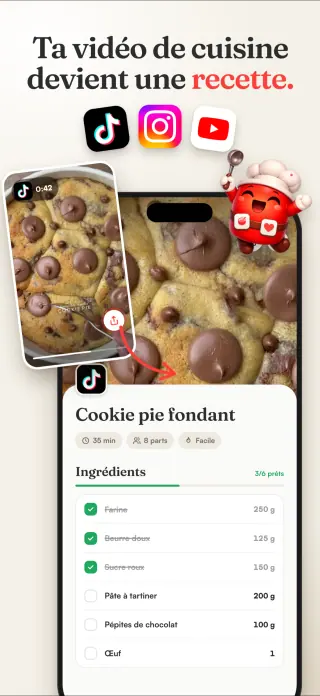 Ta vidéo de cuisine
devient une recette.
0:42
Cookie pie fondant
35 min
8 parts
Facile
Ingrédients
3/6 prêts
Farine 250 g
Beurre doux 125 g
Sucre roux 150 g
Pâte à tartiner 200 g
Pépites de chocolat 100 g
Œuf 1